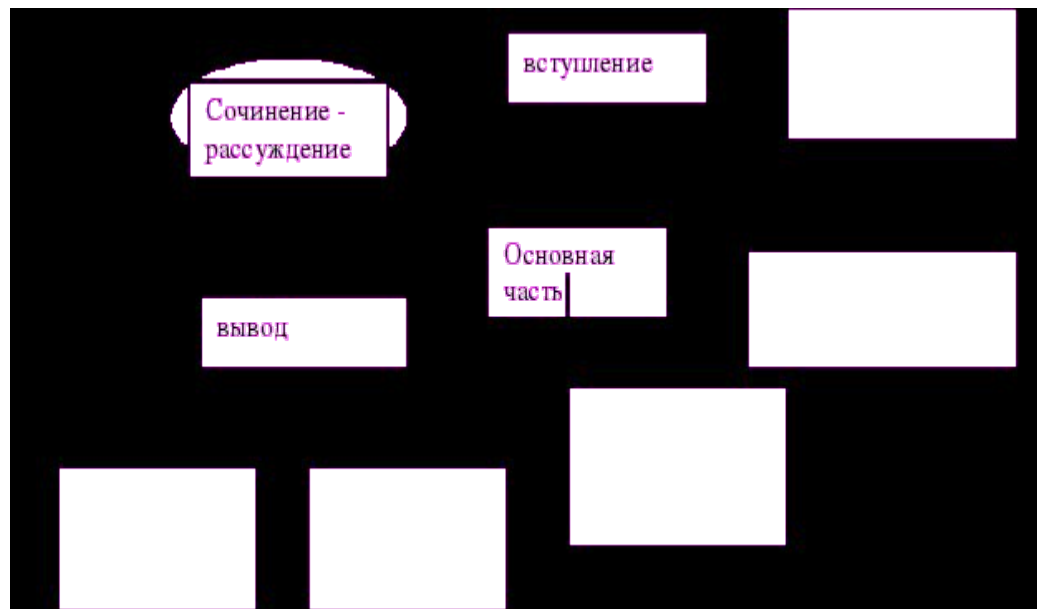 вступление
Сочинение -
рассуждение
Основная
часть
вывод